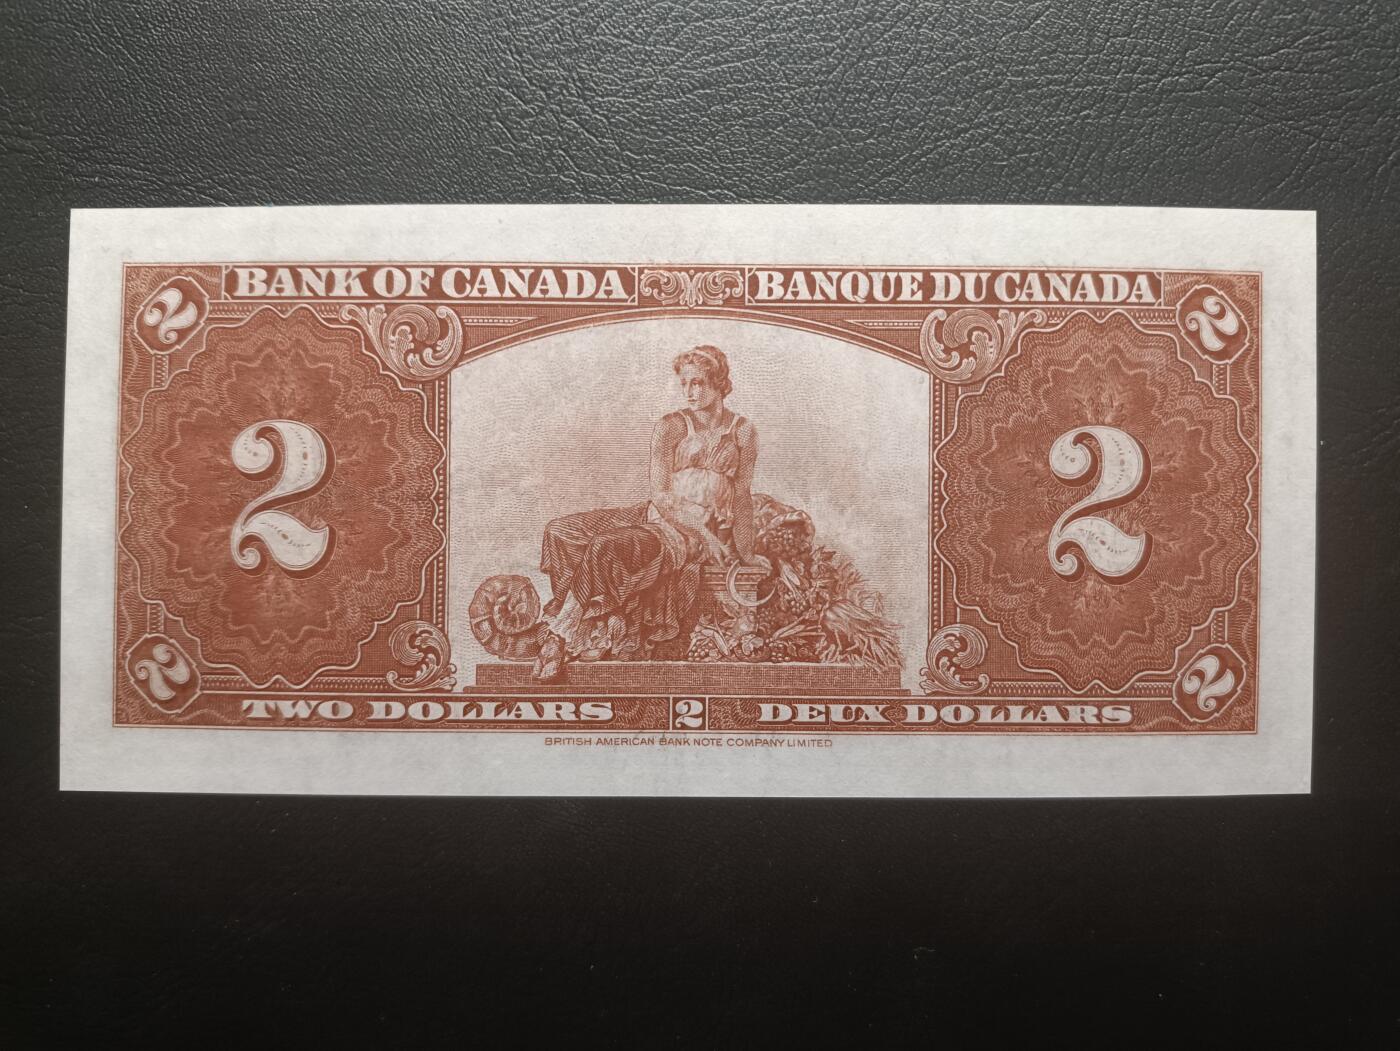 2 BANK OF CANADA BANQUE DU CANADA 2
2 2
2 TWO DOLLARS 2 DEUX DOLLARS 2
BRITISH AMERICAN BANK NOTE COMPANY LIMITED